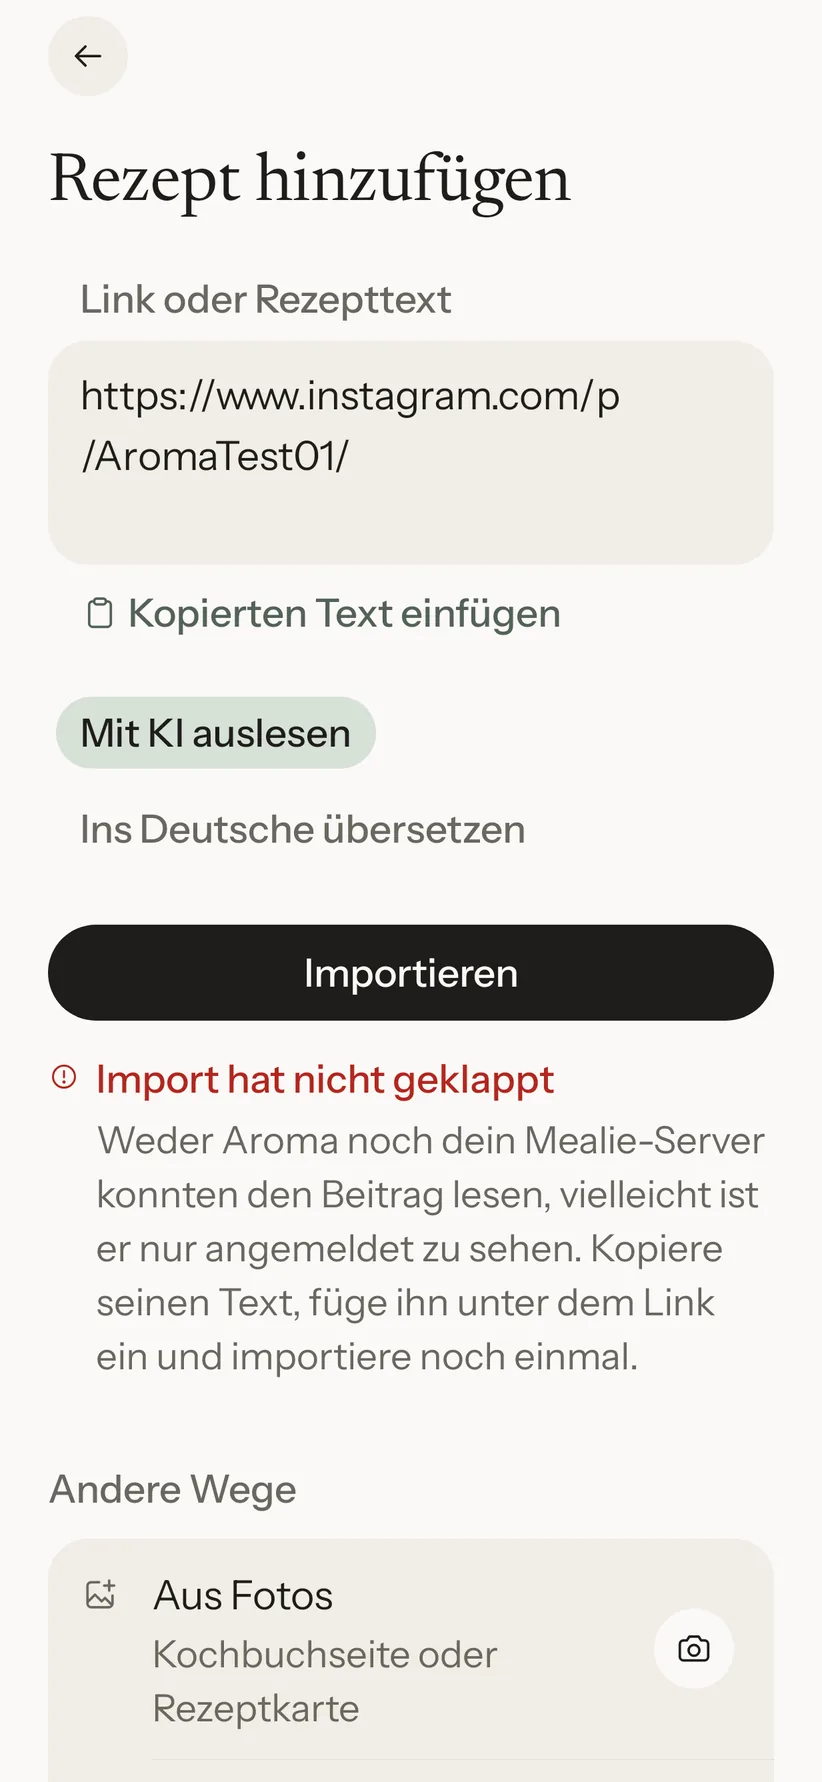 Rezept hinzufügen
Link oder Rezepttext
https://www.instagram.com/p
/AromaTest01/
Kopierten Text einfügen
Mit KI auslesen
Ins Deutsche übersetzen
Importieren
Import hat nicht geklappt
Weder Aroma noch dein Mealie-Server
konnten den Beitrag lesen, vielleicht ist
er nur angemeldet zu sehen. Kopiere
seinen Text, füge ihn unter dem Link
ein und importiere noch einmal.
Andere Wege
Aus Fotos
Kochbuchseite oder
Rezeptkarte